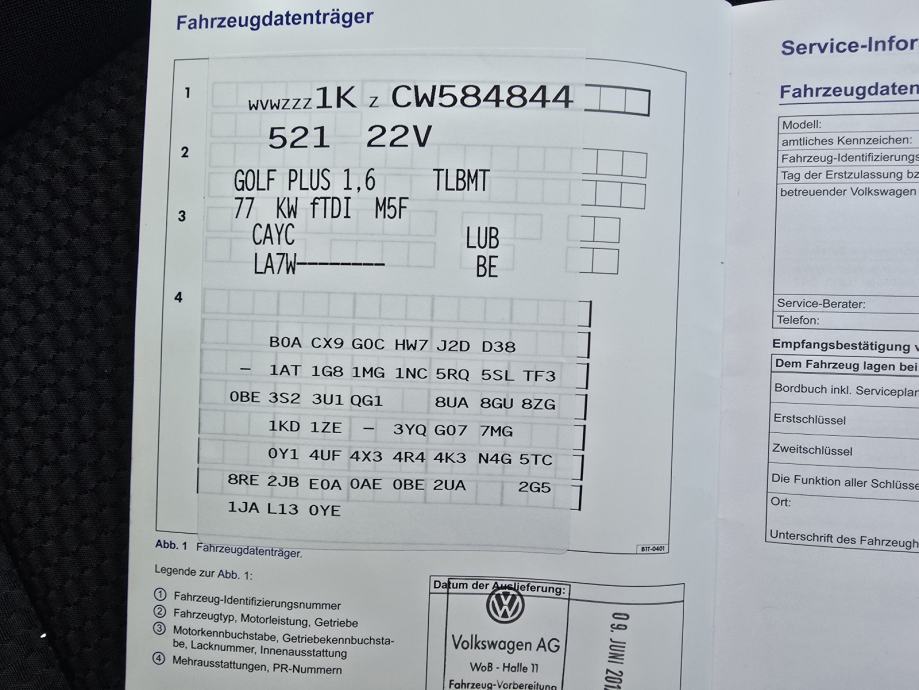 Fahrzeugdatenträger
1
WVWZZZ1K Z CW584844
521 22V
2
GOLF PLUS 1,6 TLBMT
77 KW fTDI M5F
3
CAYC LUB
LA7W-------- BE
4
B0A CX9 G0C HW7 J2D D38
– 1AT 1G8 1MG 1NC 5RQ 5SL TF3
0BE 3S2 3U1 QG1 8UA 8GU 8ZG
1KD 1ZE – 3YQ G07 7MG
0Y1 4UF 4X3 4R4 4K3 N4G 5TC
8RE 2JB E0A 0AE 0BE 2UA 2G5
1JA L13 0YE
B1T-0401
Abb. 1 Fahrzeugdatenträger.
Legende zur Abb. 1:
① Fahrzeug-Identifizierungsnummer
② Fahrzeugtyp, Motorleistung, Getriebe
③ Motorkennbuchstabe, Getriebekennbuchsta-
be, Lacknummer, Innenausstattung
④ Mehrausstattungen, PR-Nummern
Datum der Auslieferung:
Volkswagen AG
WoB - Halle 11
Fahrzeug-Vorbereitung
09. JUNI 201
Service-Infor
Fahrzeugdaten
Modell:
amtliches Kennzeichen:
Fahrzeug-Identifizierungs
Tag der Erstzulassung bz
betreuender Volkswagen
Service-Berater:
Telefon:
Empfangsbestätigung v
Dem Fahrzeug lagen bei
Bordbuch inkl. Serviceplan
Erstschlüssel
Zweitschlüssel
Die Funktion aller Schlüsse
Ort:
Unterschrift des Fahrzeugh